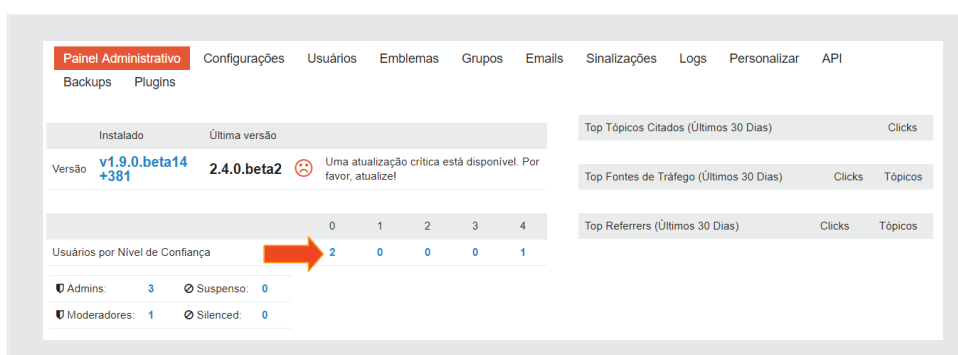 Painel Administrativo Configurações Usuários Emblemas Grupos Emails Sinalizações Logs Personalizar API
Backups Plugins
Instalado Última versão
Versão v1.9.0.beta14 +381 2.4.0.beta2 Uma atualização crítica está disponível. Por
favor, atualize!
0 1 2 3 4
Usuários por Nível de Confiança 2 0 0 0 1
Admins: 3 Suspenso: 0
Moderadores: 1 Silenced: 0
Top Tópicos Citados (Últimos 30 Dias) Clicks
Top Fontes de Tráfego (Últimos 30 Dias) Clicks Tópicos
Top Referrers (Últimos 30 Dias) Clicks Tópicos